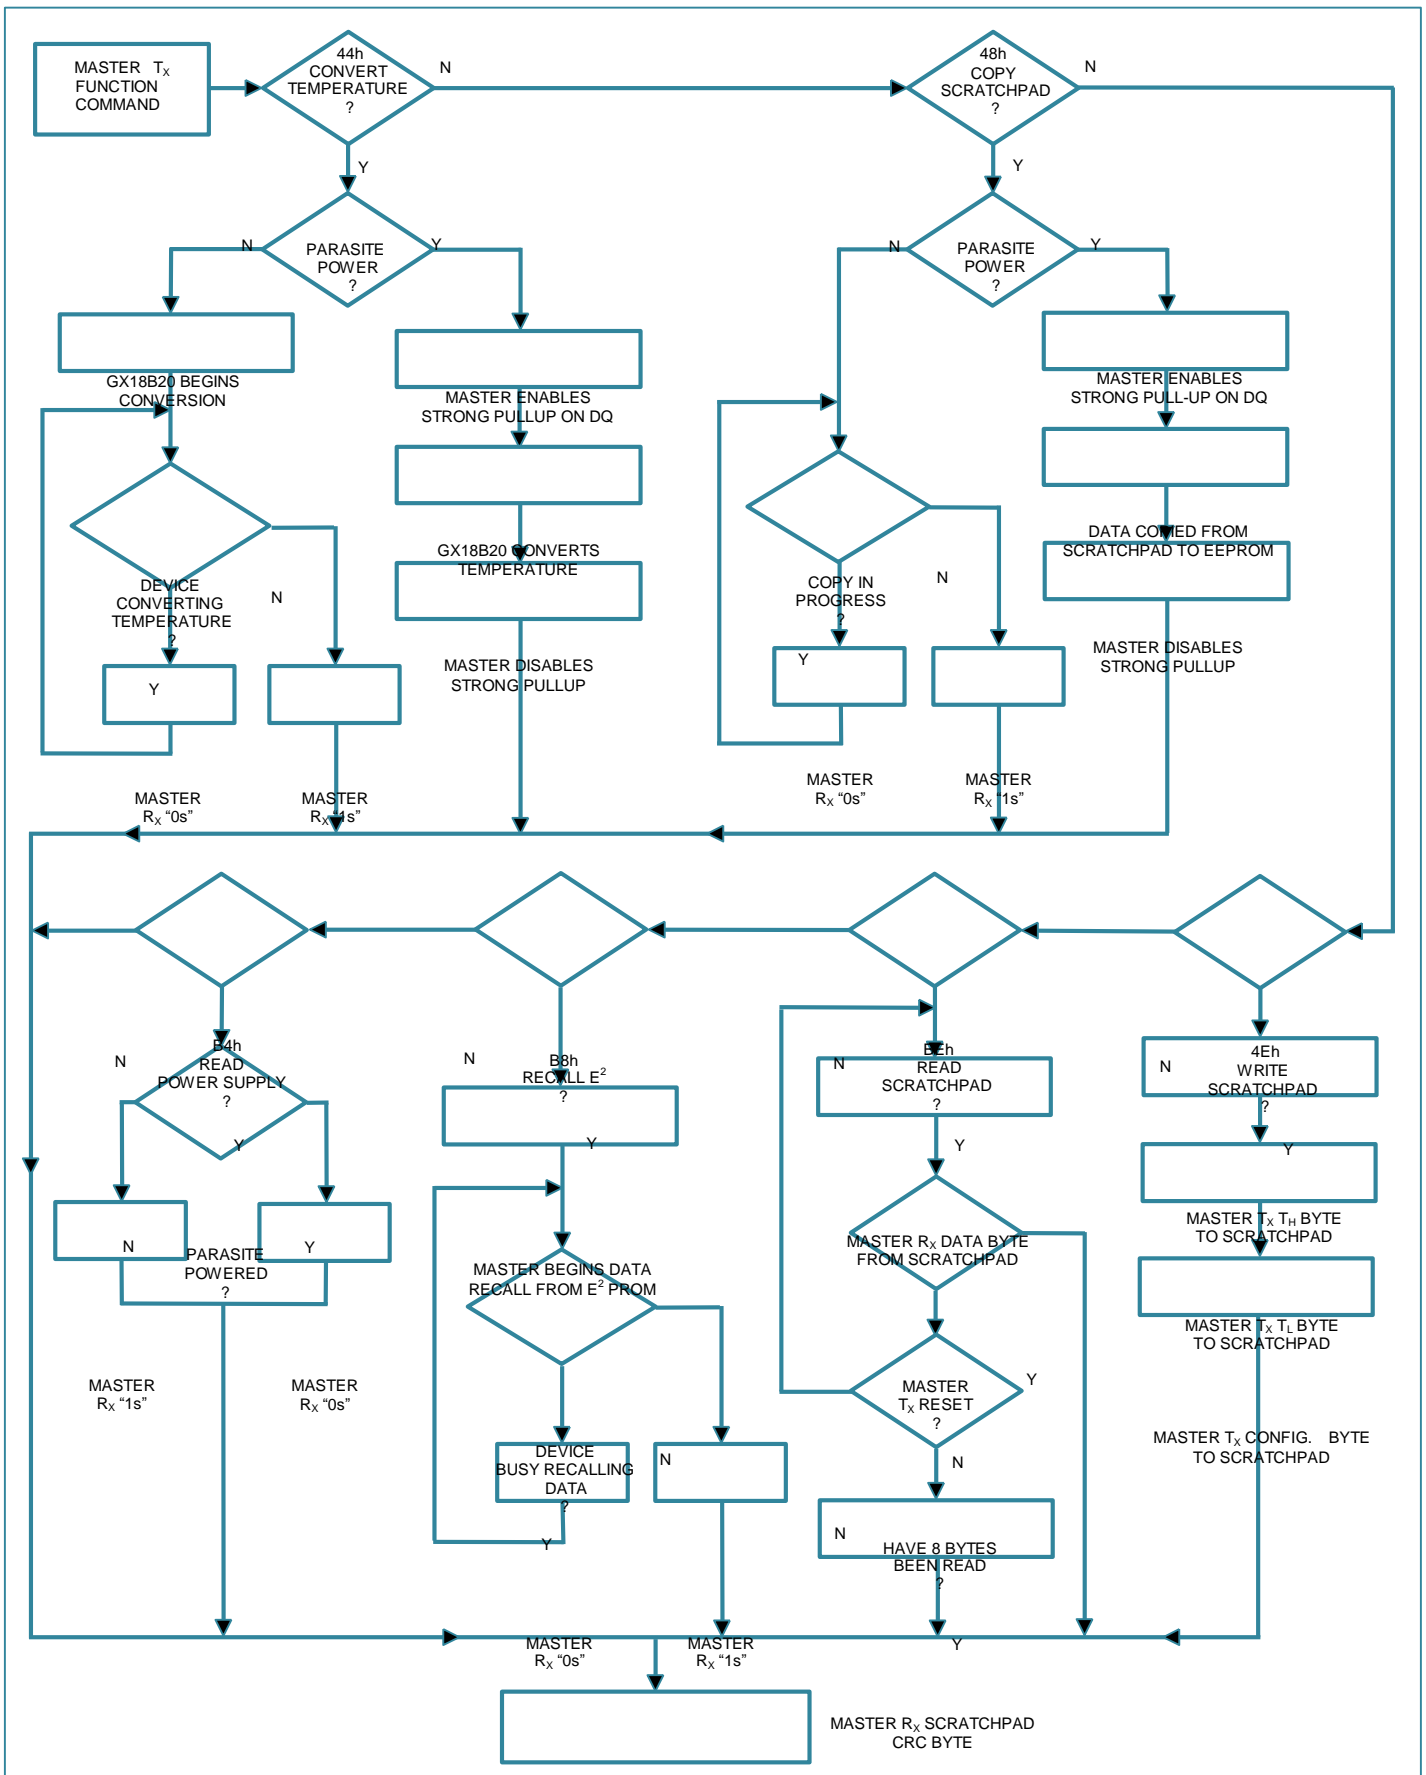 MASTER TX
FUNCTION
COMMAND
44h
CONVERT
TEMPERATURE
?
N
Y
48h
COPY
SCRATCHPAD
?
N
Y
N
PARASITE
POWER
?
Y
N
PARASITE
POWER
?
Y
GX18B20 BEGINS
CONVERSION
MASTER ENABLES
STRONG PULLUP ON DQ
MASTER ENABLES
STRONG PULL-UP ON DQ
GX18B20 CONVERTS
TEMPERATURE
DATA COMED FROM
SCRATCHPAD TO EEPROM
DEVICE
CONVERTING
TEMPERATURE
?
N
Y
COPY IN
PROGRESS
?
N
Y
MASTER DISABLES
STRONG PULLUP
MASTER DISABLES
STRONG PULLUP
MASTER
RX “0s”
MASTER
RX “1s”
MASTER
RX “0s”
MASTER
RX “1s”
N
B4h
READ
POWER SUPPLY
?
Y
N
B8h
RECALL E2
?
Y
N
BEh
READ
SCRATCHPAD
?
Y
N
4Eh
WRITE
SCRATCHPAD
?
Y
N
PARASITE
POWERED
?
Y
MASTER BEGINS DATA
RECALL FROM E2 PROM
MASTER RX DATA BYTE
FROM SCRATCHPAD
MASTER TX TH BYTE
TO SCRATCHPAD
MASTER TX TL BYTE
TO SCRATCHPAD
MASTER
RX “1s”
MASTER
RX “0s”
MASTER
TX RESET
?
Y
N
MASTER TX CONFIG. BYTE
TO SCRATCHPAD
DEVICE
BUSY RECALLING
DATA
?
N
Y
N
HAVE 8 BYTES
BEEN READ
?
Y
MASTER
RX “0s”
MASTER
RX “1s”
MASTER RX SCRATCHPAD
CRC BYTE